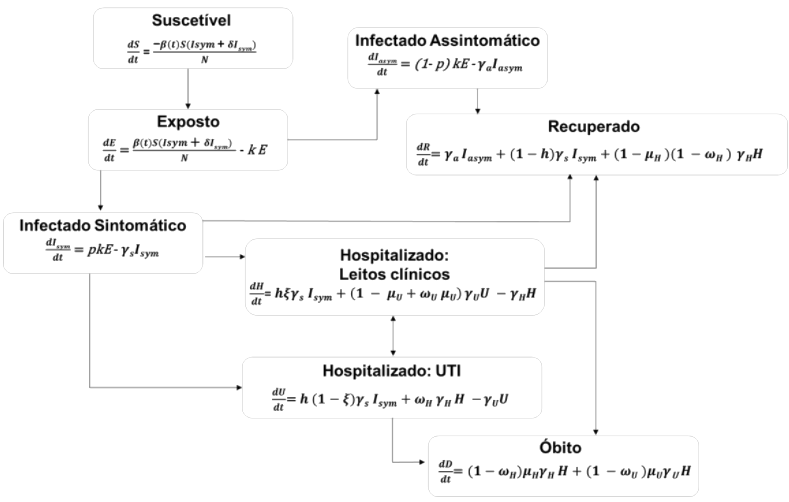 Suscetível
dS/dt = −β(t)S(Isym + δI_sym)/N
Infectado Assintomático
dI_asym/dt = (1- p) kE - γ_a I_asym
Exposto
dE/dt = β(t)S(Isym + δI_sym)/N - k E
Recuperado
dR/dt = γ_a I_asym + (1 − h)γ_s I_sym + (1 − μ_H)(1 − ω_H) γ_H H
Infectado Sintomático
dI_sym/dt = pkE- γ_s I_sym
Hospitalizado:
Leitos clínicos
dH/dt = hξγ_s I_sym + (1 − μ_U + ω_U μ_U) γ_U U − γ_H H
Hospitalizado: UTI
dU/dt = h (1 − ξ)γ_s I_sym + ω_H γ_H H − γ_U U
Óbito
dD/dt = (1 − ω_H)μ_H γ_H H + (1 − ω_U)μ_U γ_U H